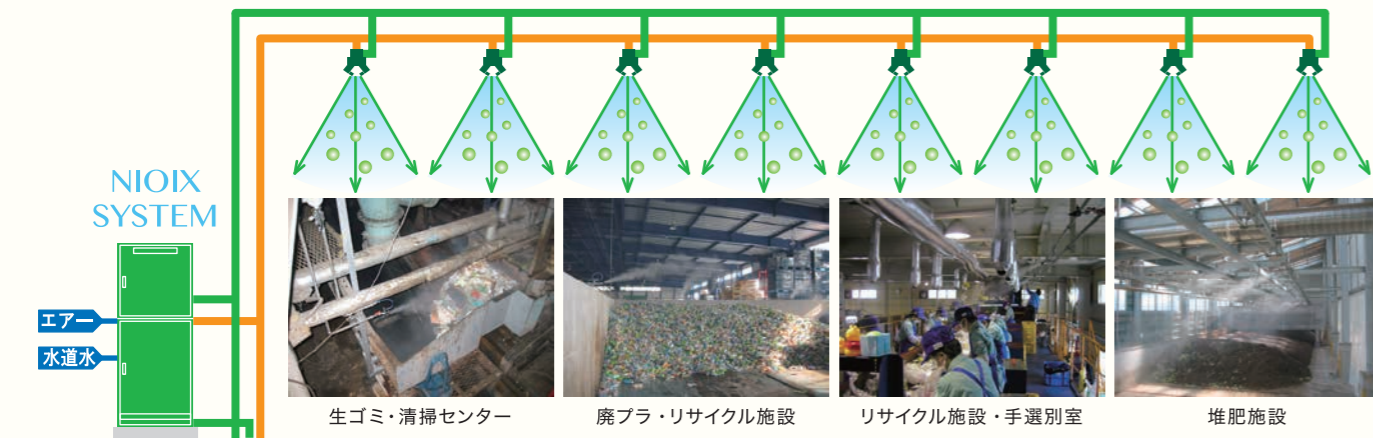 NIOIX
SYSTEM
エアー
水道水
生ゴミ・清掃センター
廃プラ・リサイクル施設
リサイクル施設・手選別室
堆肥施設